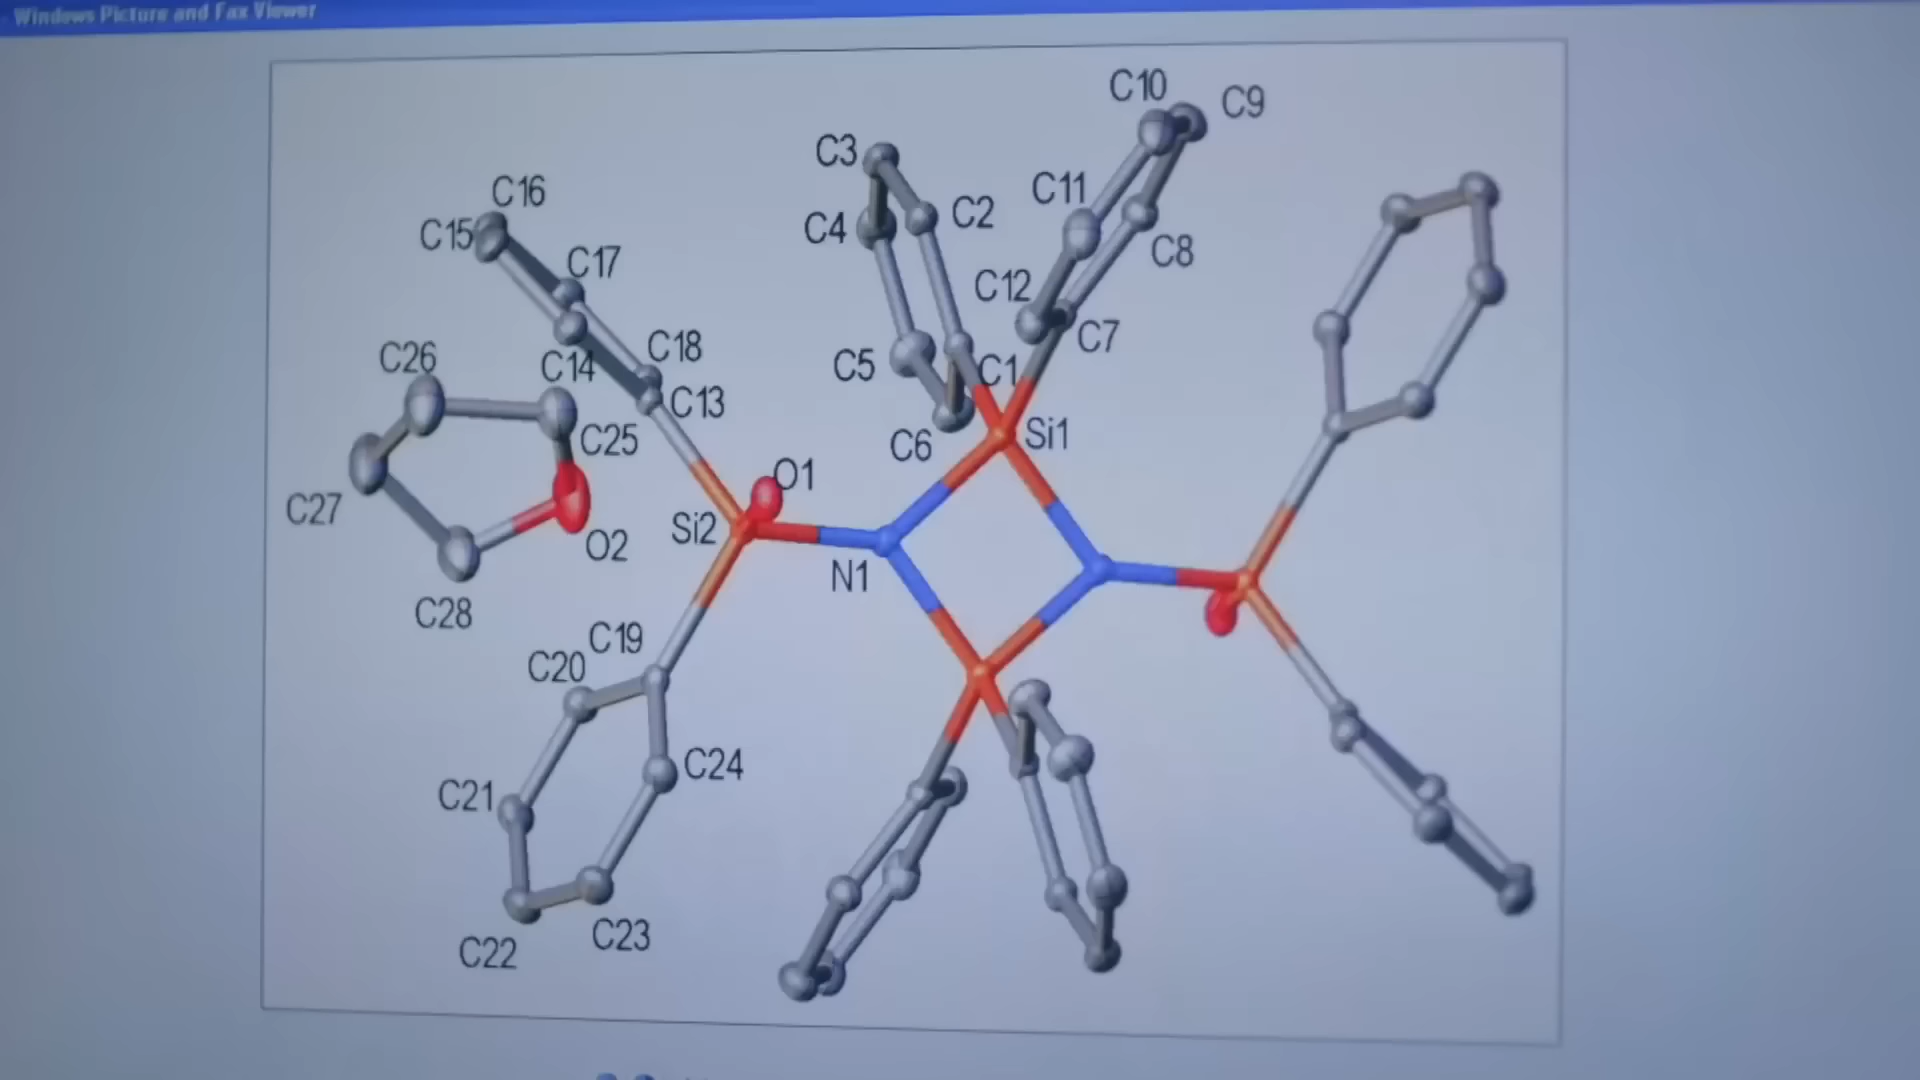 Windows Picture and Fax Viewer
C10
C9
C3
C16
C11
C2
C4
C15
C8
C17
C12
C7
C18
C26
C5
C14
C1
C13
Si1
C25
C6
O1
C27
Si2
O2
N1
C28
C19
C20
C24
C21
C23
C22